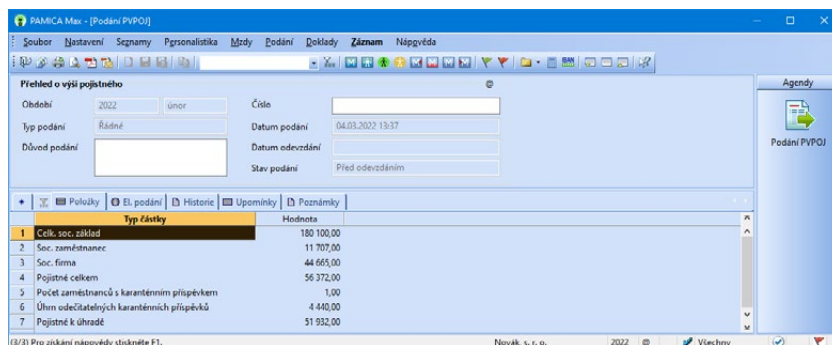 PAMICA Max - [Podání PVPOJ]
Soubor Nastavení Seznamy Personalistika Mzdy Podání Doklady Záznam Nápověda
Přehled o výši pojistného @
Agendy
Období 2022 únor Číslo
Typ podání Řádné Datum podání 04.03.2022 13:37
Důvod podání Datum odevzdání
Stav podání Před odevzdáním
Podání PVPOJ
Položky El. podání Historie Upomínky Poznámky
Typ částky Hodnota
1 Celk. soc. základ 180 100,00
2 Soc. zaměstnanec 11 707,00
3 Soc. firma 44 665,00
4 Pojistné celkem 56 372,00
5 Počet zaměstnanců s karanténním příspěvkem 1,00
6 Úhrn odečitatelných karanténních příspěvků 4 440,00
7 Pojistné k úhradě 51 932,00
(3/3) Pro získání nápovědy stiskněte F1. Novák, s. r. o. 2022 @ Všechny